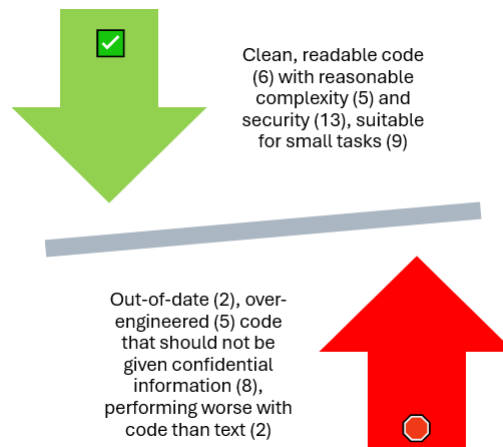 Clean, readable code
(6) with reasonable
complexity (5) and
security (13), suitable
for small tasks (9)
Out-of-date (2), over-
engineered (5) code
that should not be
given confidential
information (8),
performing worse with
code than text (2)